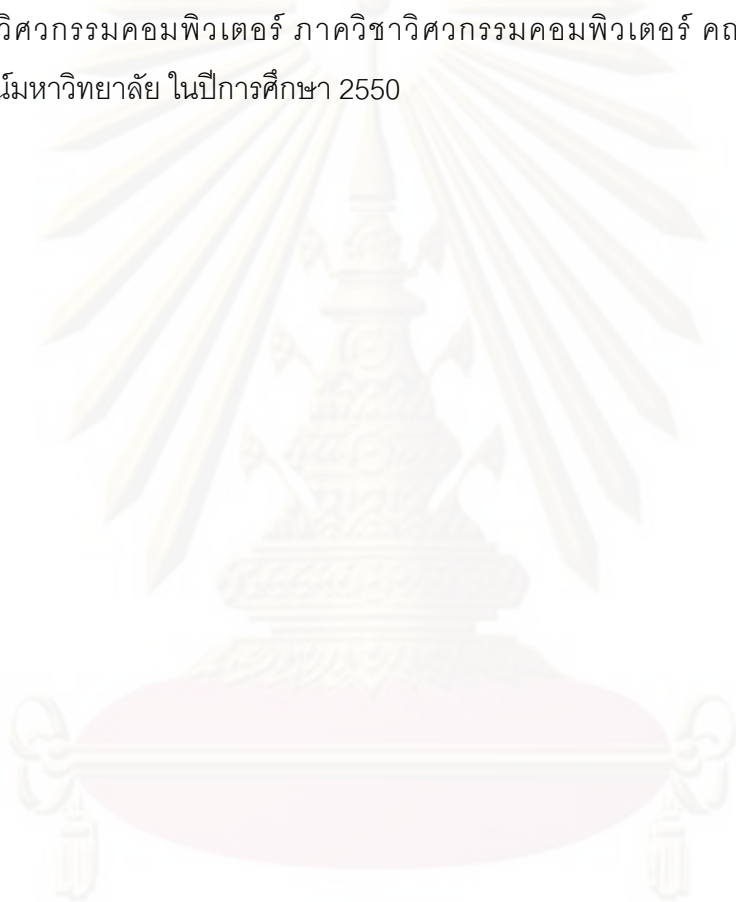 วิศวกรรมคอมพิวเตอร์ ภาควิชาวิศวกรรมคอมพิวเตอร์
มหาวิทยาลัย ในปีการศึกษา 2550